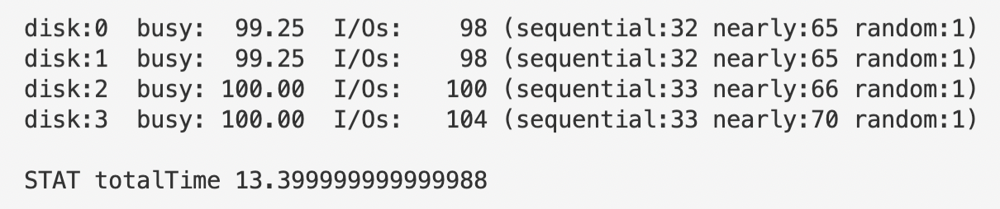 disk:0  busy:  99.25  I/Os:    98 (sequential:32 nearly:65 random:1)
disk:1  busy:  99.25  I/Os:    98 (sequential:32 nearly:65 random:1)
disk:2  busy: 100.00  I/Os:   100 (sequential:33 nearly:66 random:1)
disk:3  busy: 100.00  I/Os:   104 (sequential:33 nearly:70 random:1)
STAT totalTime 13.399999999999988